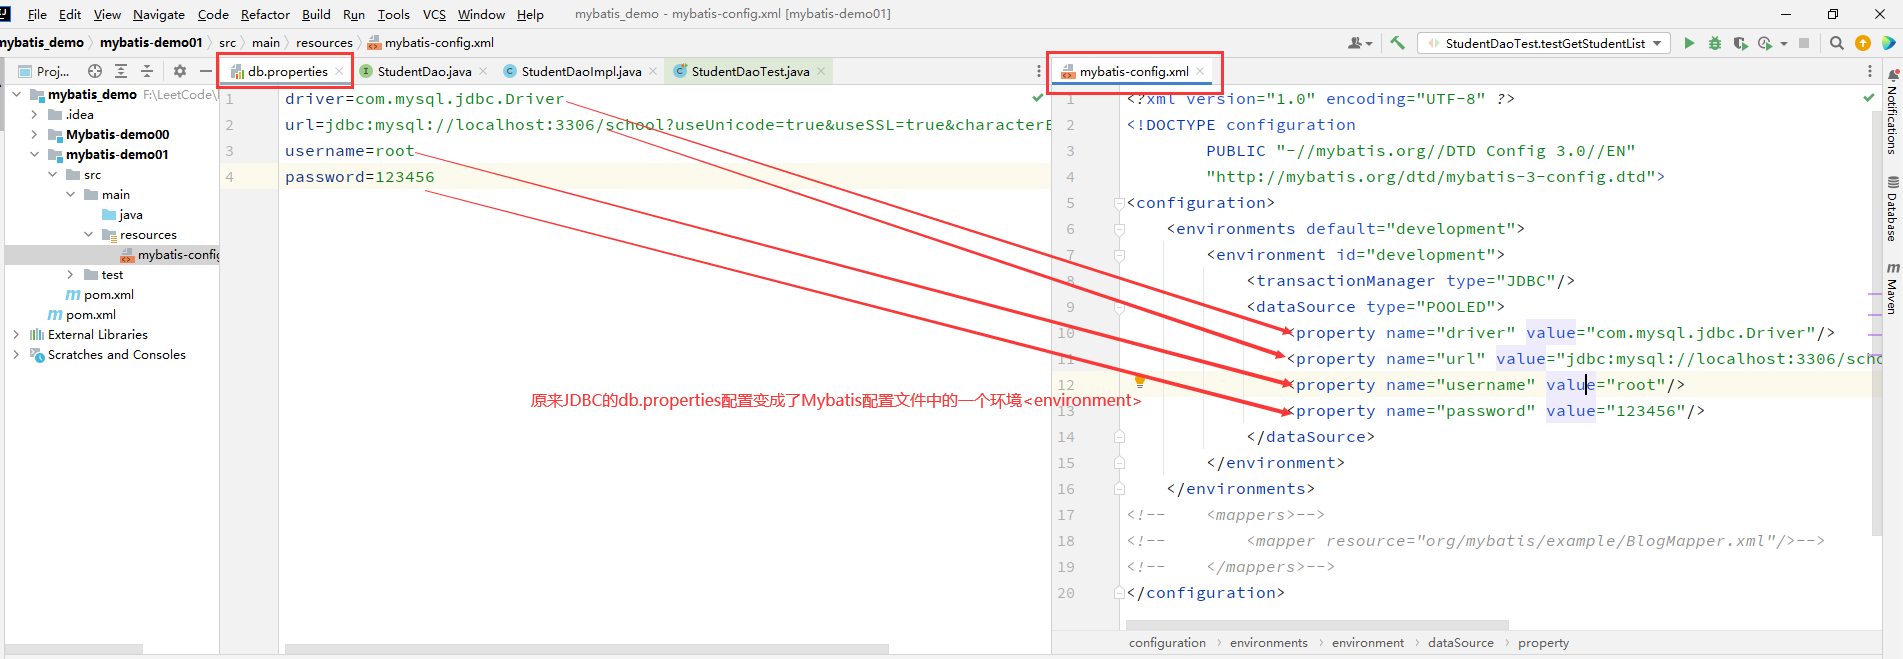 File Edit View Navigate Code Refactor Build Run Tools VCS Window Help mybatis_demo - mybatis-config.xml [mybatis-demo01]
mybatis_demo mybatis-demo01 src main resources mybatis-config.xml StudentDaoTest.testGetStudentList
Proj... db.properties StudentDao.java StudentDaoImpl.java StudentDaoTest.java mybatis-config.xml
mybatis_demo F:\LeetCode\
.idea
Mybatis-demo00
mybatis-demo01
src
main
java
resources
mybatis-config
test
pom.xml
pom.xml
External Libraries
Scratches and Consoles
1 driver=com.mysql.jdbc.Driver
2 url=jdbc:mysql://localhost:3306/school?useUnicode=true&useSSL=true&characterE
3 username=root
4 password=123456
原来JDBC的db.properties配置变成了Mybatis配置文件中的一个环境<environment>
1 <?xml version="1.0" encoding="UTF-8" ?>
2 <!DOCTYPE configuration
3 PUBLIC "-//mybatis.org//DTD Config 3.0//EN"
4 "http://mybatis.org/dtd/mybatis-3-config.dtd">
5 <configuration>
6 <environments default="development">
7 <environment id="development">
8 <transactionManager type="JDBC"/>
9 <dataSource type="POOLED">
10 <property name="driver" value="com.mysql.jdbc.Driver"/>
11 <property name="url" value="jdbc:mysql://localhost:3306/scho
12 <property name="username" value="root"/>
13 <property name="password" value="123456"/>
14 </dataSource>
15 </environment>
16 </environments>
17 <!-- <mappers>-->
18 <!-- <mapper resource="org/mybatis/example/BlogMapper.xml"/>-->
19 <!-- </mappers>-->
20 </configuration>
configuration environments environment dataSource property
Notifications
Database
Maven